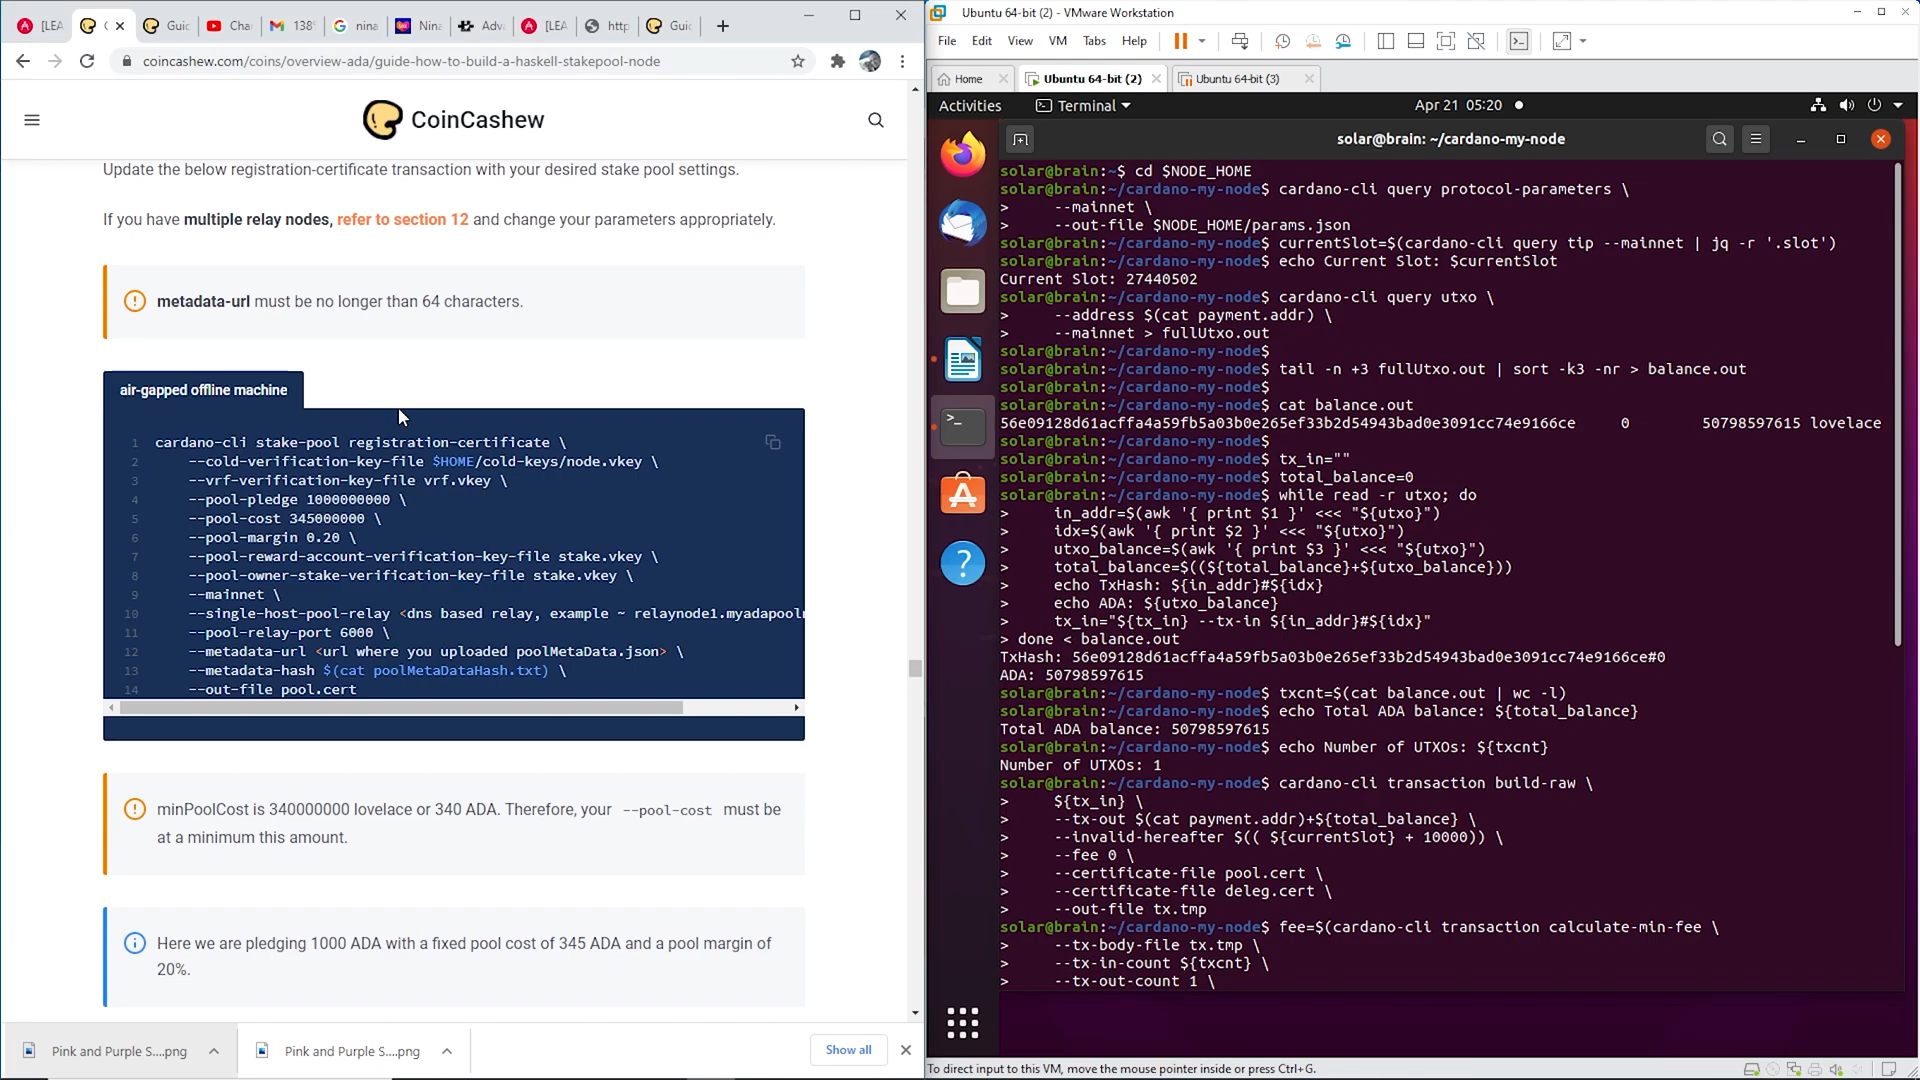 [LEA
(
Guic
Cha
138
nina
Nina
Adv
[LEA
http
Guic
coincashew.com/coins/overview-ada/guide-how-to-build-a-haskell-stakepool-node
CoinCashew
Update the below registration-certificate transaction with your desired stake pool settings.
If you have multiple relay nodes, refer to section 12 and change your parameters appropriately.
metadata-url must be no longer than 64 characters.
air-gapped offline machine
1 cardano-cli stake-pool registration-certificate \
2 --cold-verification-key-file $HOME/cold-keys/node.vkey \
3 --vrf-verification-key-file vrf.vkey \
4 --pool-pledge 1000000000 \
5 --pool-cost 345000000 \
6 --pool-margin 0.20 \
7 --pool-reward-account-verification-key-file stake.vkey \
8 --pool-owner-stake-verification-key-file stake.vkey \
9 --mainnet \
10 --single-host-pool-relay <dns based relay, example ~ relaynode1.myadapool
11 --pool-relay-port 6000 \
12 --metadata-url <url where you uploaded poolMetaData.json> \
13 --metadata-hash $(cat poolMetaDataHash.txt) \
14 --out-file pool.cert
minPoolCost is 340000000 lovelace or 340 ADA. Therefore, your --pool-cost must be
at a minimum this amount.
Here we are pledging 1000 ADA with a fixed pool cost of 345 ADA and a pool margin of
20%.
Pink and Purple S....png
Pink and Purple S....png
Show all
Ubuntu 64-bit (2) - VMware Workstation
File Edit View VM Tabs Help
Home
Ubuntu 64-bit (2)
Ubuntu 64-bit (3)
Activities
Terminal
Apr 21 05:20
solar@brain: ~/cardano-my-node
solar@brain:~$ cd $NODE_HOME
solar@brain:~/cardano-my-node$ cardano-cli query protocol-parameters \
> --mainnet \
> --out-file $NODE_HOME/params.json
solar@brain:~/cardano-my-node$ currentSlot=$(cardano-cli query tip --mainnet | jq -r '.slot')
solar@brain:~/cardano-my-node$ echo Current Slot: $currentSlot
Current Slot: 27440502
solar@brain:~/cardano-my-node$ cardano-cli query utxo \
> --address $(cat payment.addr) \
> --mainnet > fullUtxo.out
solar@brain:~/cardano-my-node$
solar@brain:~/cardano-my-node$ tail -n +3 fullUtxo.out | sort -k3 -nr > balance.out
solar@brain:~/cardano-my-node$
solar@brain:~/cardano-my-node$ cat balance.out
56e09128d61acffa4a59fb5a03b0e265ef33b2d54943bad0e3091cc74e9166ce 0 50798597615 lovelace
solar@brain:~/cardano-my-node$
solar@brain:~/cardano-my-node$ tx_in=""
solar@brain:~/cardano-my-node$ total_balance=0
solar@brain:~/cardano-my-node$ while read -r utxo; do
> in_addr=$(awk '{ print $1 }' <<< "${utxo}")
> idx=$(awk '{ print $2 }' <<< "${utxo}")
> utxo_balance=$(awk '{ print $3 }' <<< "${utxo}")
> total_balance=$((${total_balance}+${utxo_balance}))
> echo TxHash: ${in_addr}#${idx}
> echo ADA: ${utxo_balance}
> tx_in="${tx_in} --tx-in ${in_addr}#${idx}"
> done < balance.out
TxHash: 56e09128d61acffa4a59fb5a03b0e265ef33b2d54943bad0e3091cc74e9166ce#0
ADA: 50798597615
solar@brain:~/cardano-my-node$ txcnt=$(cat balance.out | wc -l)
solar@brain:~/cardano-my-node$ echo Total ADA balance: ${total_balance}
Total ADA balance: 50798597615
solar@brain:~/cardano-my-node$ echo Number of UTXOs: ${txcnt}
Number of UTXOs: 1
solar@brain:~/cardano-my-node$ cardano-cli transaction build-raw \
> ${tx_in} \
> --tx-out $(cat payment.addr)+${total_balance} \
> --invalid-hereafter $(( ${currentSlot} + 10000)) \
> --fee 0 \
> --certificate-file pool.cert \
> --certificate-file deleg.cert \
> --out-file tx.tmp
solar@brain:~/cardano-my-node$ fee=$(cardano-cli transaction calculate-min-fee \
> --tx-body-file tx.tmp \
> --tx-in-count ${txcnt} \
> --tx-out-count 1 \
To direct input to this VM, move the mouse pointer inside or press Ctrl+G.